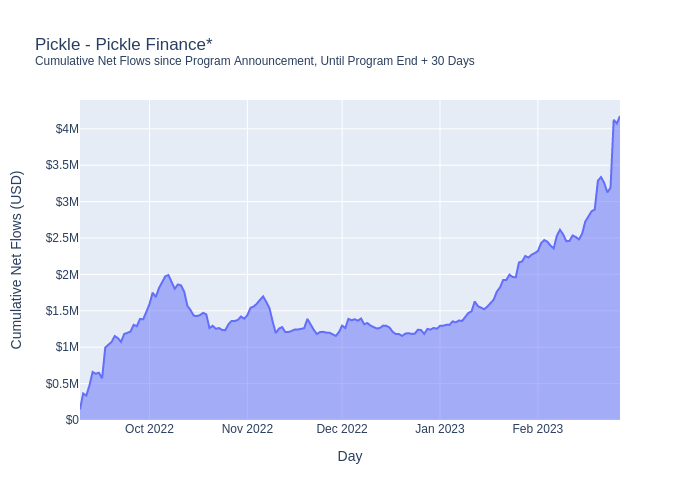 Pickle - Pickle Finance*
Cumulative Net Flows since Program Announcement, Until Program End + 30 Days
Cumulative Net Flows (USD)
$4M
$3.5M
$3M
$2.5M
$2M
$1.5M
$1M
$0.5M
$0
Oct 2022
Nov 2022
Dec 2022
Jan 2023
Feb 2023
Day